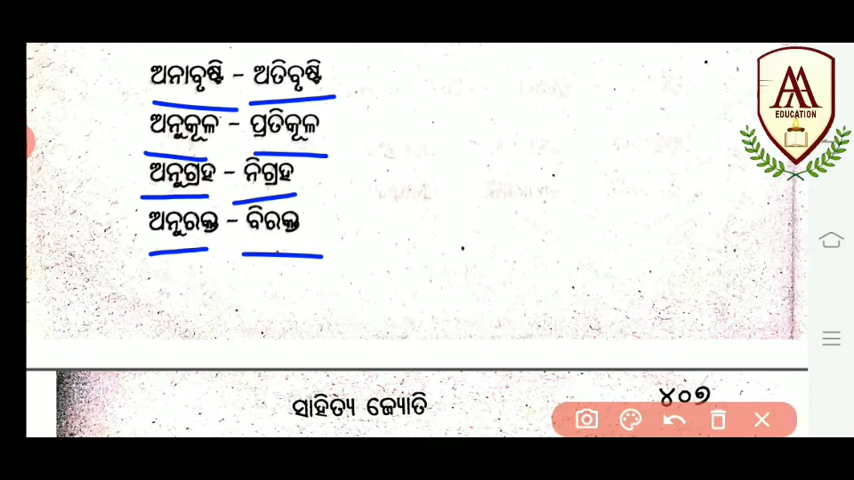 ଅନାବୃଷ୍ଟି – ଅତିବୃଷ୍ଟି
ଅନୁକୂଳ – ପ୍ରତିକୂଳ
ଅନୁଗ୍ରହ – ନିଗ୍ରହ
ଅନୁରକ୍ତ – ବିରକ୍ତ
AA
EDUCATION
ସାହିତ୍ୟ ଜ୍ୟୋତି
୪୦୭